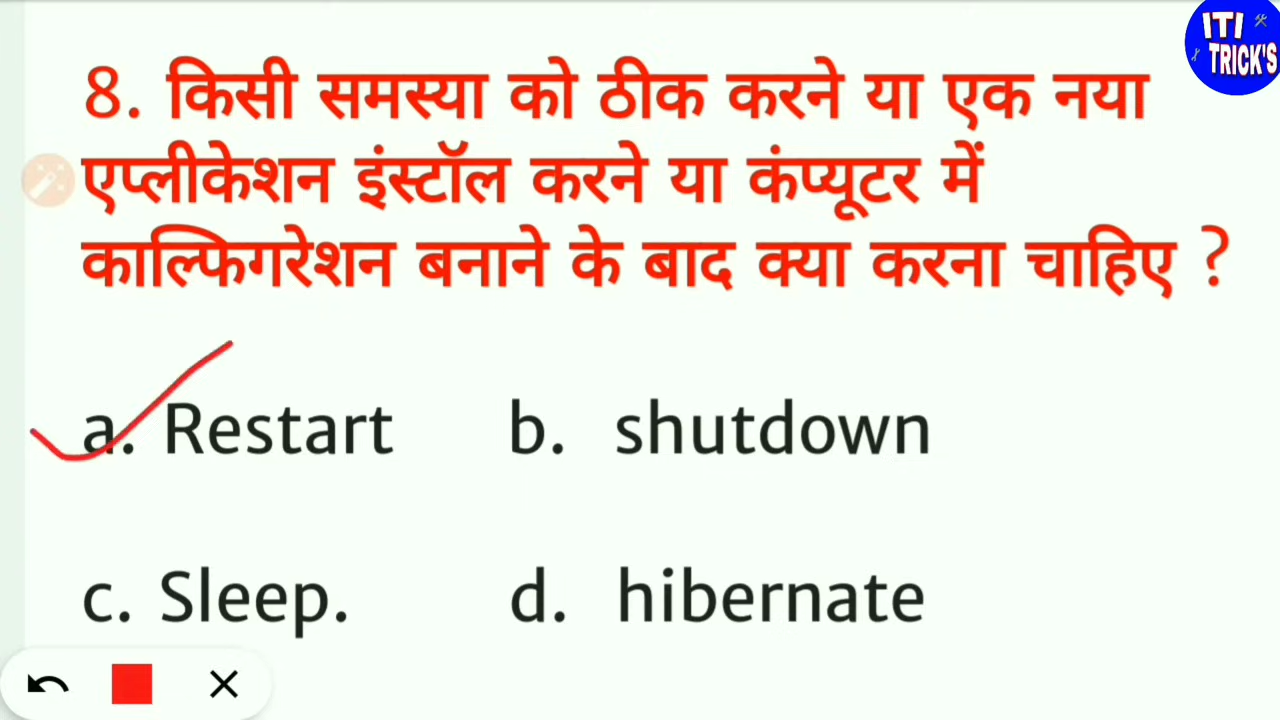 ITI
TRICK'S
8. किसी समस्या को ठीक करने या एक नया
एप्लीकेशन इंस्टॉल करने या कंप्यूटर में
काल्फिगरेशन बनाने के बाद क्या करना चाहिए ?
a. Restart b. shutdown
c. Sleep. d. hibernate